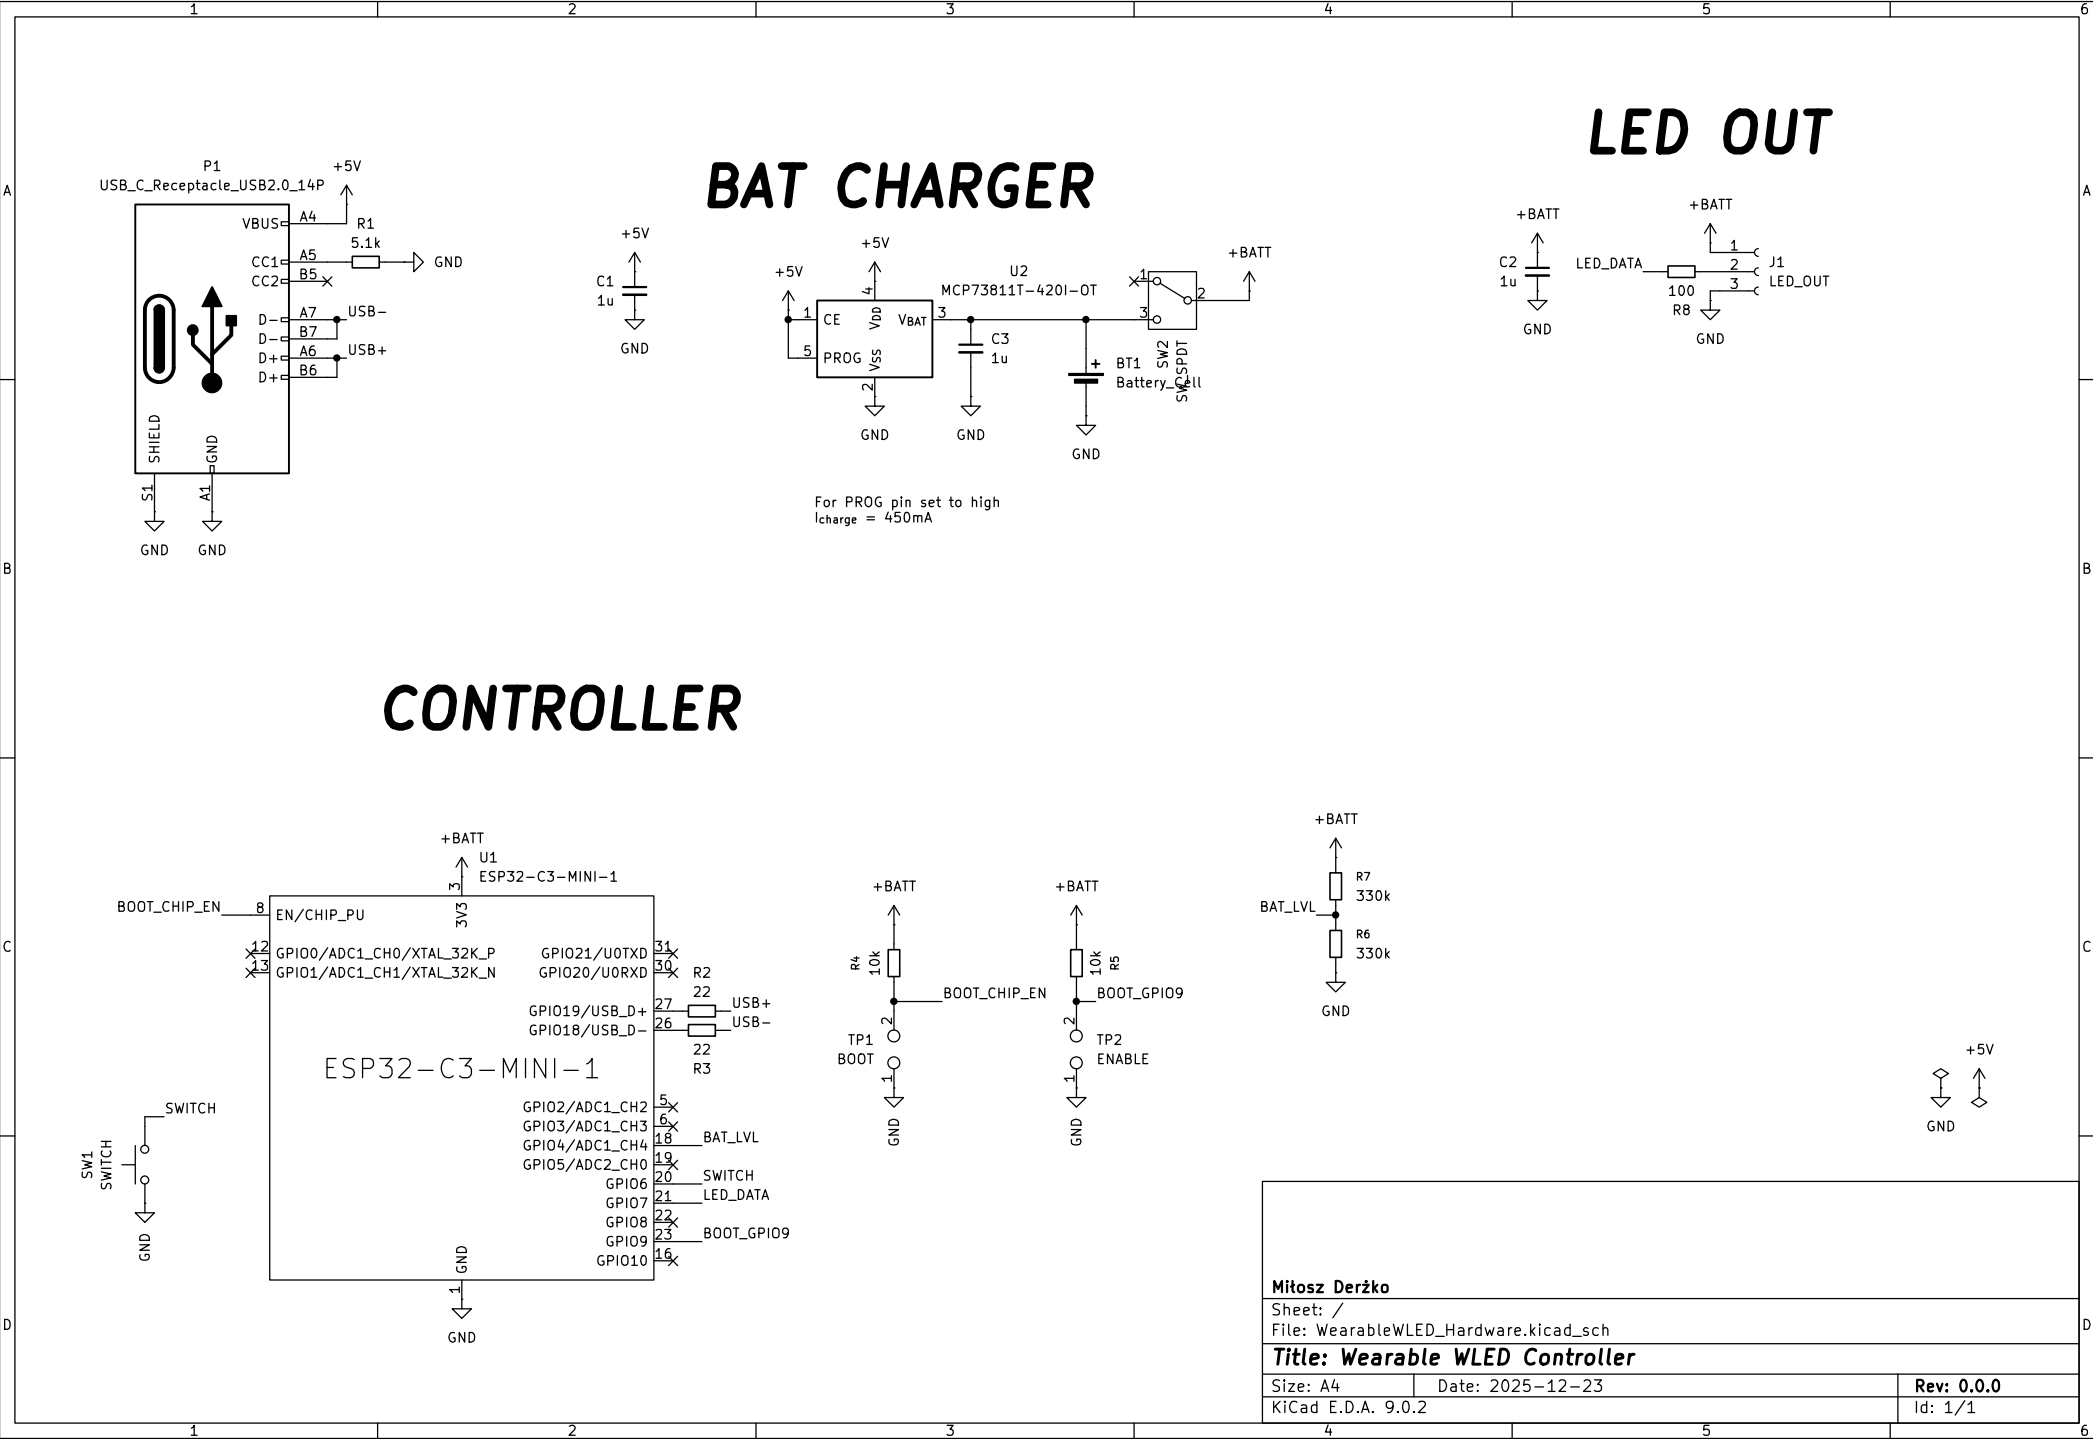 1 2 3 4 5 6
A
B
C
D
A
B
C
D
P1
USB_C_Receptacle_USB2.0_14P
+5V
VBUS A4
R1
5.1k
CC1 A5
GND
CC2 B5
D- A7 USB-
D- B7
D+ A6 USB+
D+ B6
SHIELD
GND
S1
A1
GND
GND
BAT CHARGER
+5V
C1
1u
GND
+5V
+5V
4
U2
MCP73811T-420I-OT
1 CE
VDD
VBAT 3
5 PROG
VSS
2
GND
C3
1u
GND
BT1
Battery_Cell
+
GND
1
2
3
SW2
SW_SPDT
+BATT
For PROG pin set to high
Icharge = 450mA
LED OUT
+BATT
C2
1u
GND
LED_DATA
100
R8
+BATT
1
2
3
J1
LED_OUT
GND
CONTROLLER
+BATT
U1
ESP32-C3-MINI-1
3
3V3
BOOT_CHIP_EN 8 EN/CHIP_PU
12 GPIO0/ADC1_CH0/XTAL_32K_P
13 GPIO1/ADC1_CH1/XTAL_32K_N
GPIO21/U0TXD 31
GPIO20/U0RXD 30
R2
22
GPIO19/USB_D+ 27 USB+
GPIO18/USB_D- 26 USB-
22
R3
ESP32-C3-MINI-1
GPIO2/ADC1_CH2 5
GPIO3/ADC1_CH3 6
GPIO4/ADC1_CH4 18 BAT_LVL
GPIO5/ADC2_CH0 19
GPIO6 20 SWITCH
GPIO7 21 LED_DATA
GPIO8 22
GPIO9 23 BOOT_GPIO9
GPIO10 16
GND
1
GND
SWITCH
SW1
SWITCH
GND
+BATT
R4
10k
BOOT_CHIP_EN
2
TP1
BOOT
1
GND
+BATT
10k
R5
BOOT_GPIO9
2
TP2
ENABLE
1
GND
+BATT
R7
330k
BAT_LVL
R6
330k
GND
+5V
GND
Miłosz Derżko
Sheet: /
File: WearableWLED_Hardware.kicad_sch
Title: Wearable WLED Controller
Size: A4 Date: 2025-12-23 Rev: 0.0.0
KiCad E.D.A. 9.0.2 Id: 1/1
1 2 3 4 5 6